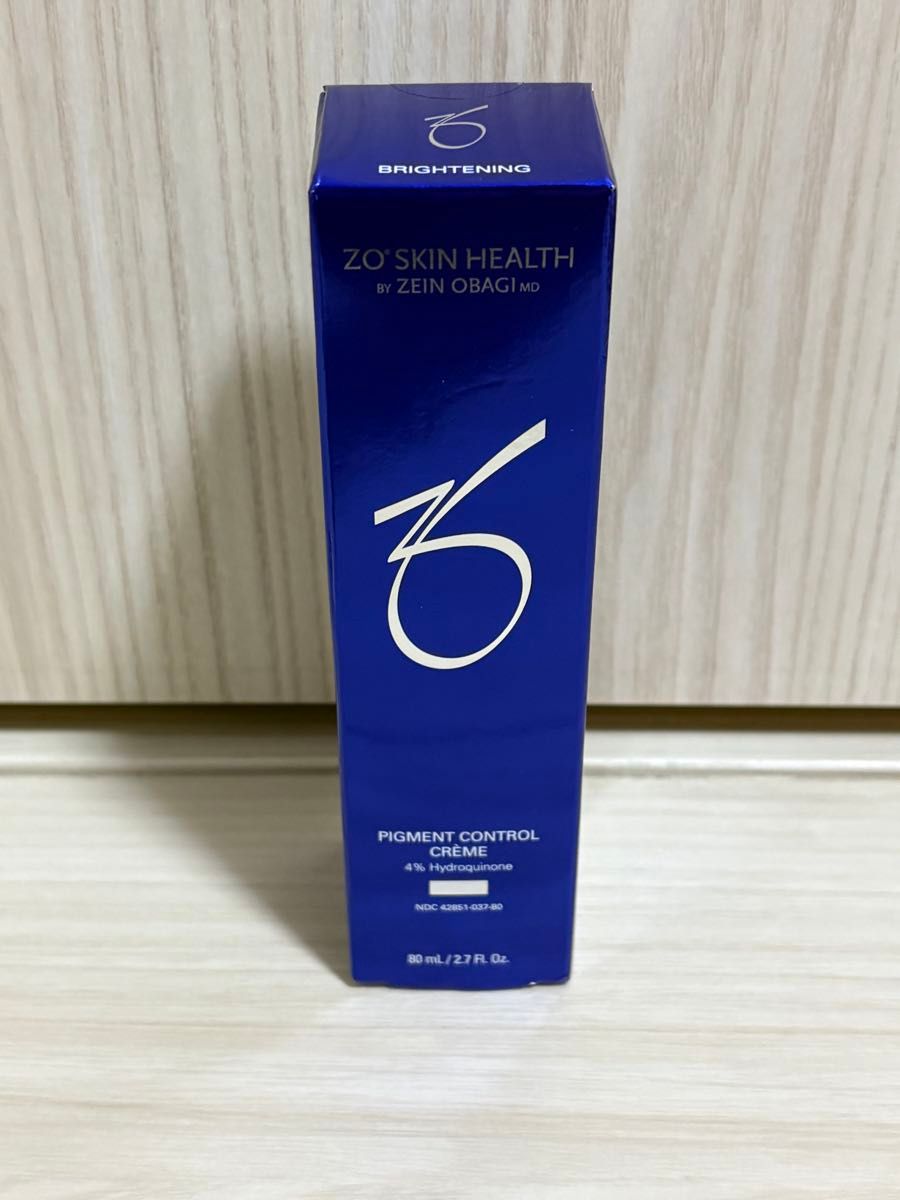 BRIGHTENING
ZO® SKIN HEALTH
BY ZEIN OBAGI MD
PIGMENT CONTROL
CRÈME
4% Hydroquinone
NDC 42851-037-80
80 mL / 2.7 Fl. Oz.